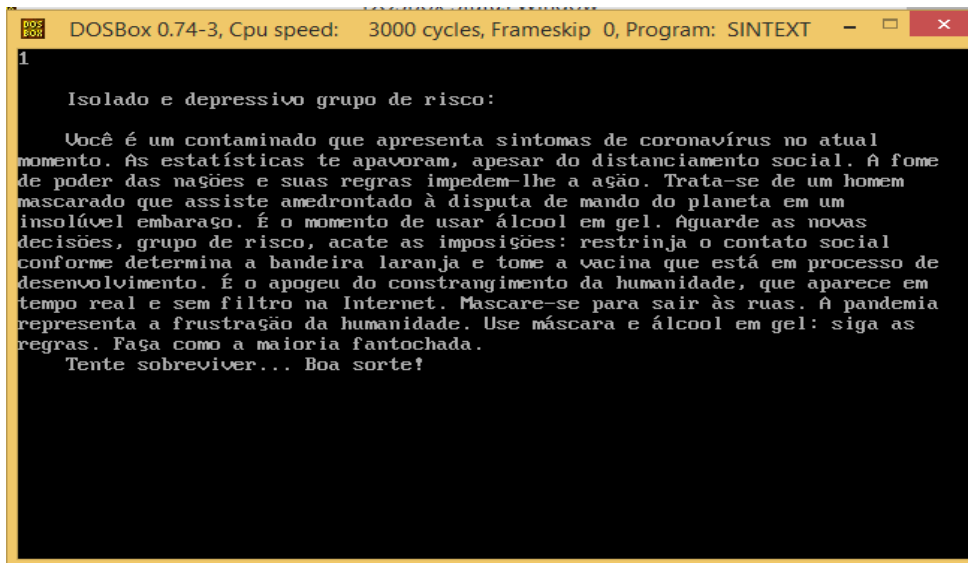 DOSBox 0.74-3, Cpu speed: 3000 cycles, Frameskip 0, Program: SINTEXT
1
Isolado e depressivo grupo de risco:
Você é um contaminado que apresenta sintomas de coronavírus no atual
momento. As estatísticas te apavoram, apesar do distanciamento social. A fome
de poder das nações e suas regras impedem-lhe a ação. Trata-se de um homem
mascarado que assiste amedrontado à disputa de mando do planeta em um
insolúvel embaraço. É o momento de usar álcool em gel. Aguarde as novas
decisões, grupo de risco, acate as imposições: restrinja o contato social
conforme determina a bandeira laranja e tome a vacina que está em processo de
desenvolvimento. É o apogeu do constrangimento da humanidade, que aparece em
tempo real e sem filtro na Internet. Mascare-se para sair às ruas. A pandemia
representa a frustração da humanidade. Use máscara e álcool em gel: siga as
regras. Faça como a maioria fantochada.
Tente sobreviver... Boa sorte!